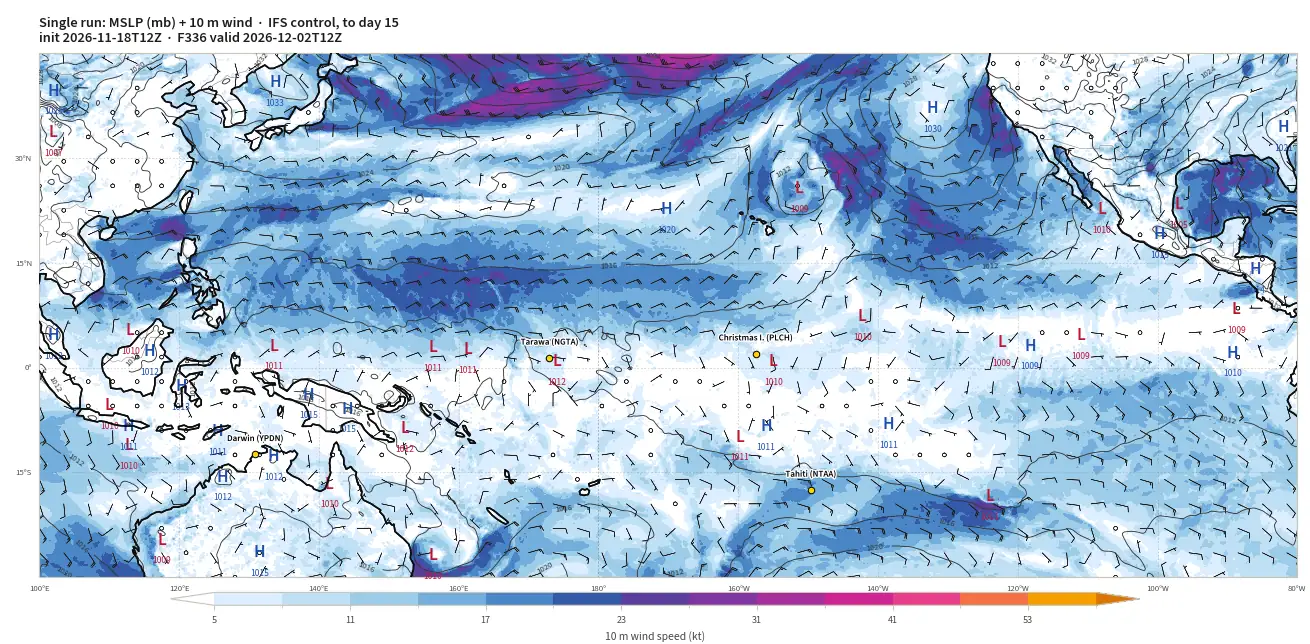 Single run: MSLP (mb) + 10 m wind · IFS control, to day 15
init 2026-11-18T12Z · F336 valid 2026-12-02T12Z
H 1033
H 1030
L 1009
H 1020
L 1010
L 1010
L 1009
H 1010
L 1009
H 1009
L 1009
L 1010
Christmas I. (PLCH)
L 1010
Tarawa (NGTA)
L 1012
L 1011
L 1011
L 1011
L 1010
H 1012
H 1013
H 1015
H 1015
L 1012
H 1011
H 1011
L 1011
Darwin (YPDN)
H 1011
H 1012
H 1012
L 1010
H 1011
L 1010
L 1010
Tahiti (NTAA)
L 1009
H 1015
L
L
30°N
15°N
0°
15°S
100°E
120°E
140°E
160°E
180°
160°W
140°W
120°W
100°W
80°W
5 11 17 23 31 41 53
10 m wind speed (kt)